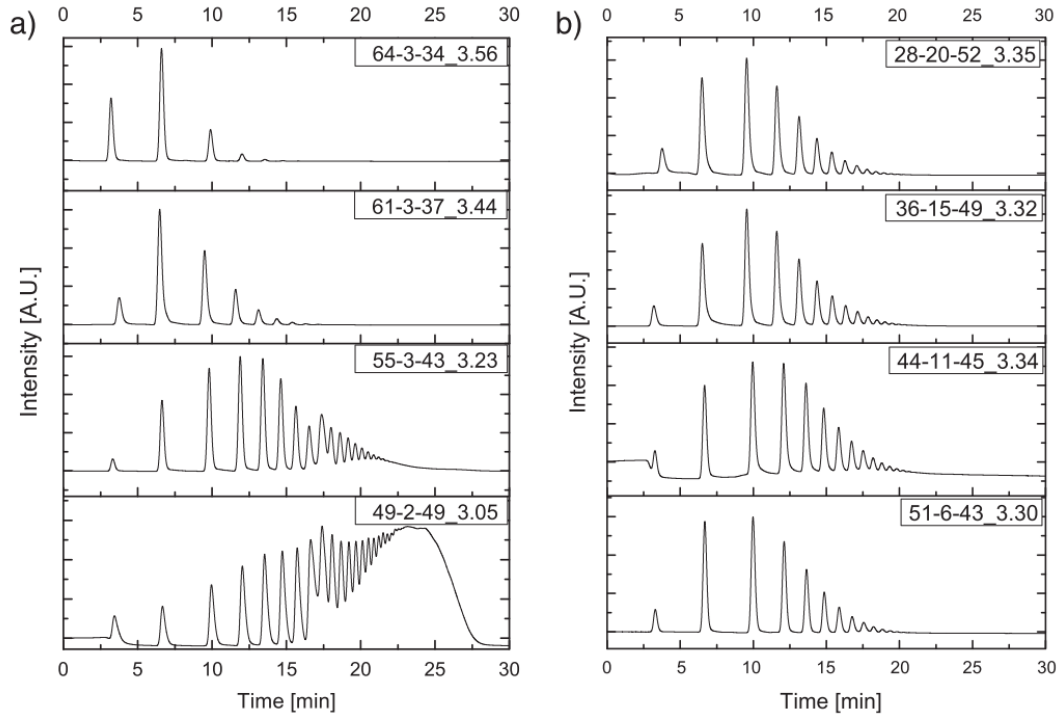 a)
0 5 10 15 20 25 30
64-3-34_3.56
61-3-37_3.44
55-3-43_3.23
49-2-49_3.05
Intensity [A.U.]
0 5 10 15 20 25 30
Time [min]
b)
0 5 10 15 20 25 30
28-20-52_3.35
36-15-49_3.32
44-11-45_3.34
51-6-43_3.30
Intensity [A.U.]
0 5 10 15 20 25 30
Time [min]